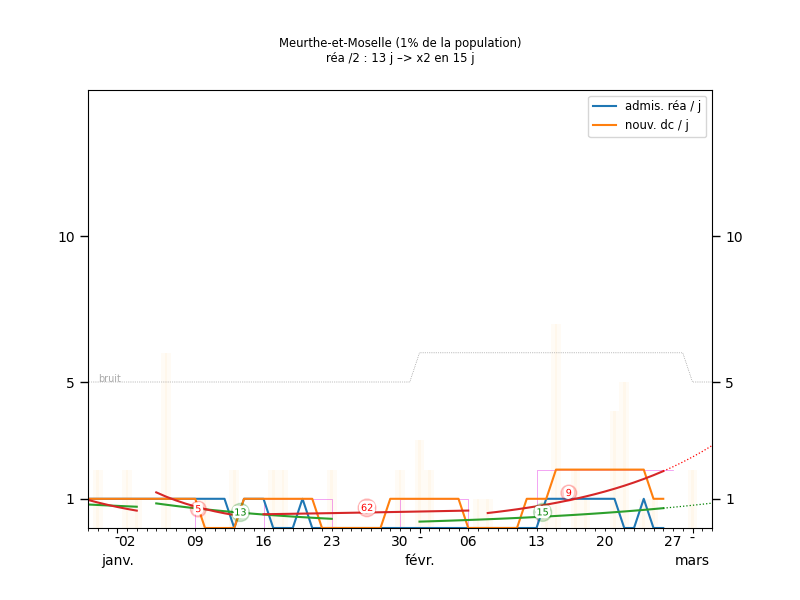 Meurthe-et-Moselle (1% de la population)
réa /2 : 13 j –> x2 en 15 j
admis. réa / j
nouv. dc / j
10 10
bruit
5 5
5 13 62 15 9
1 1
02 09 16 23 30 06 13 20 27
janv. févr. mars